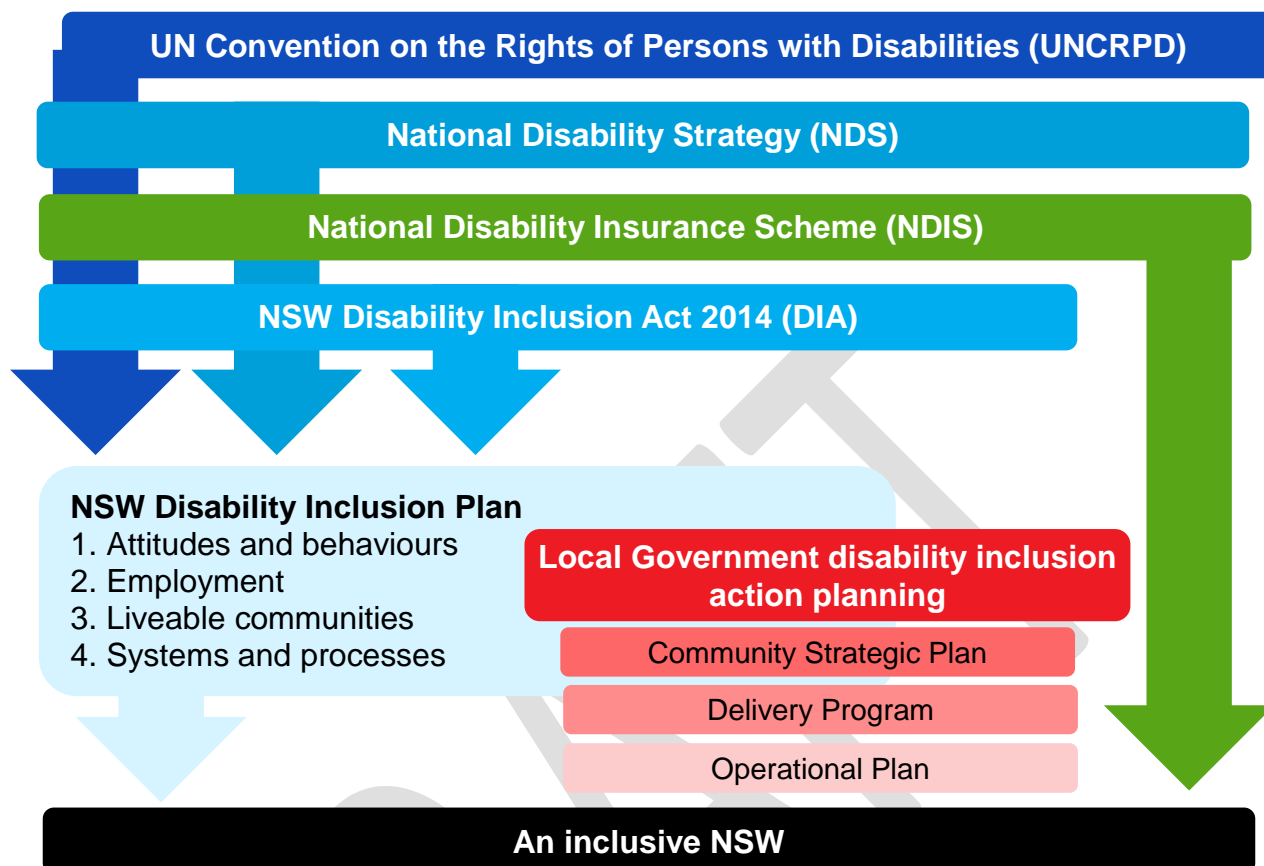 UN Convention on the Rights of Persons with Disabilities (UNCRPD)
National Disability Strategy (NDS)
National Disability Insurance Scheme (NDIS)
NSW Disability Inclusion Act 2014 (DIA)
NSW Disability Inclusion Plan
1. Attitudes and behaviours
2. Employment
3. Liveable communities
4. Systems and processes
Local Government disability inclusion
action planning
Community Strategic Plan
Delivery Program
Operational Plan
An inclusive NSW